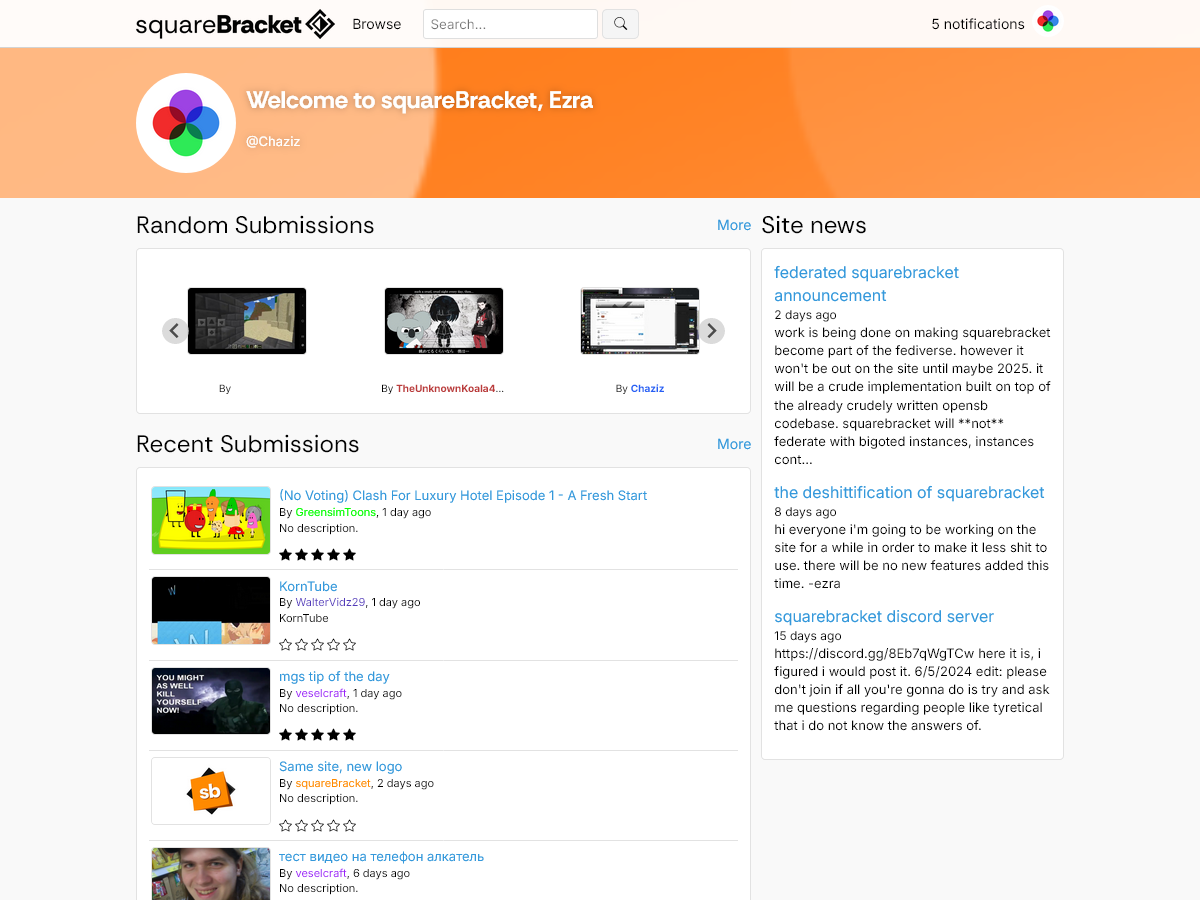 squareBracket
Browse
Search...
5 notifications
Welcome to squareBracket, Ezra
@Chaziz
Random Submissions
More
By
By TheUnknownKoala4...
By Chaziz
Recent Submissions
More
(No Voting) Clash For Luxury Hotel Episode 1 - A Fresh Start
By GreensimToons, 1 day ago
No description.
KornTube
By WalterVidz29, 1 day ago
KornTube
YOU MIGHT
AS WELL
KILL
YOURSELF
NOW!
mgs tip of the day
By veselcraft, 1 day ago
No description.
sb
Same site, new logo
By squareBracket, 2 days ago
No description.
тест видео на телефон алкатель
By veselcraft, 6 days ago
No description.
Site news
federated squarebracket
announcement
2 days ago
work is being done on making squarebracket
become part of the fediverse. however it
won't be out on the site until maybe 2025. it
will be a crude implementation built on top of
the already crudely written opensb
codebase. squarebracket will **not**
federate with bigoted instances, instances
cont...
the deshittification of squarebracket
8 days ago
hi everyone i'm going to be working on the
site for a while in order to make it less shit to
use. there will be no new features added this
time. -ezra
squarebracket discord server
15 days ago
https://discord.gg/8Eb7qWgTCw here it is, i
figured i would post it. 6/5/2024 edit: please
don't join if all you're gonna do is try and ask
me questions regarding people like tyretical
that i do not know the answers of.